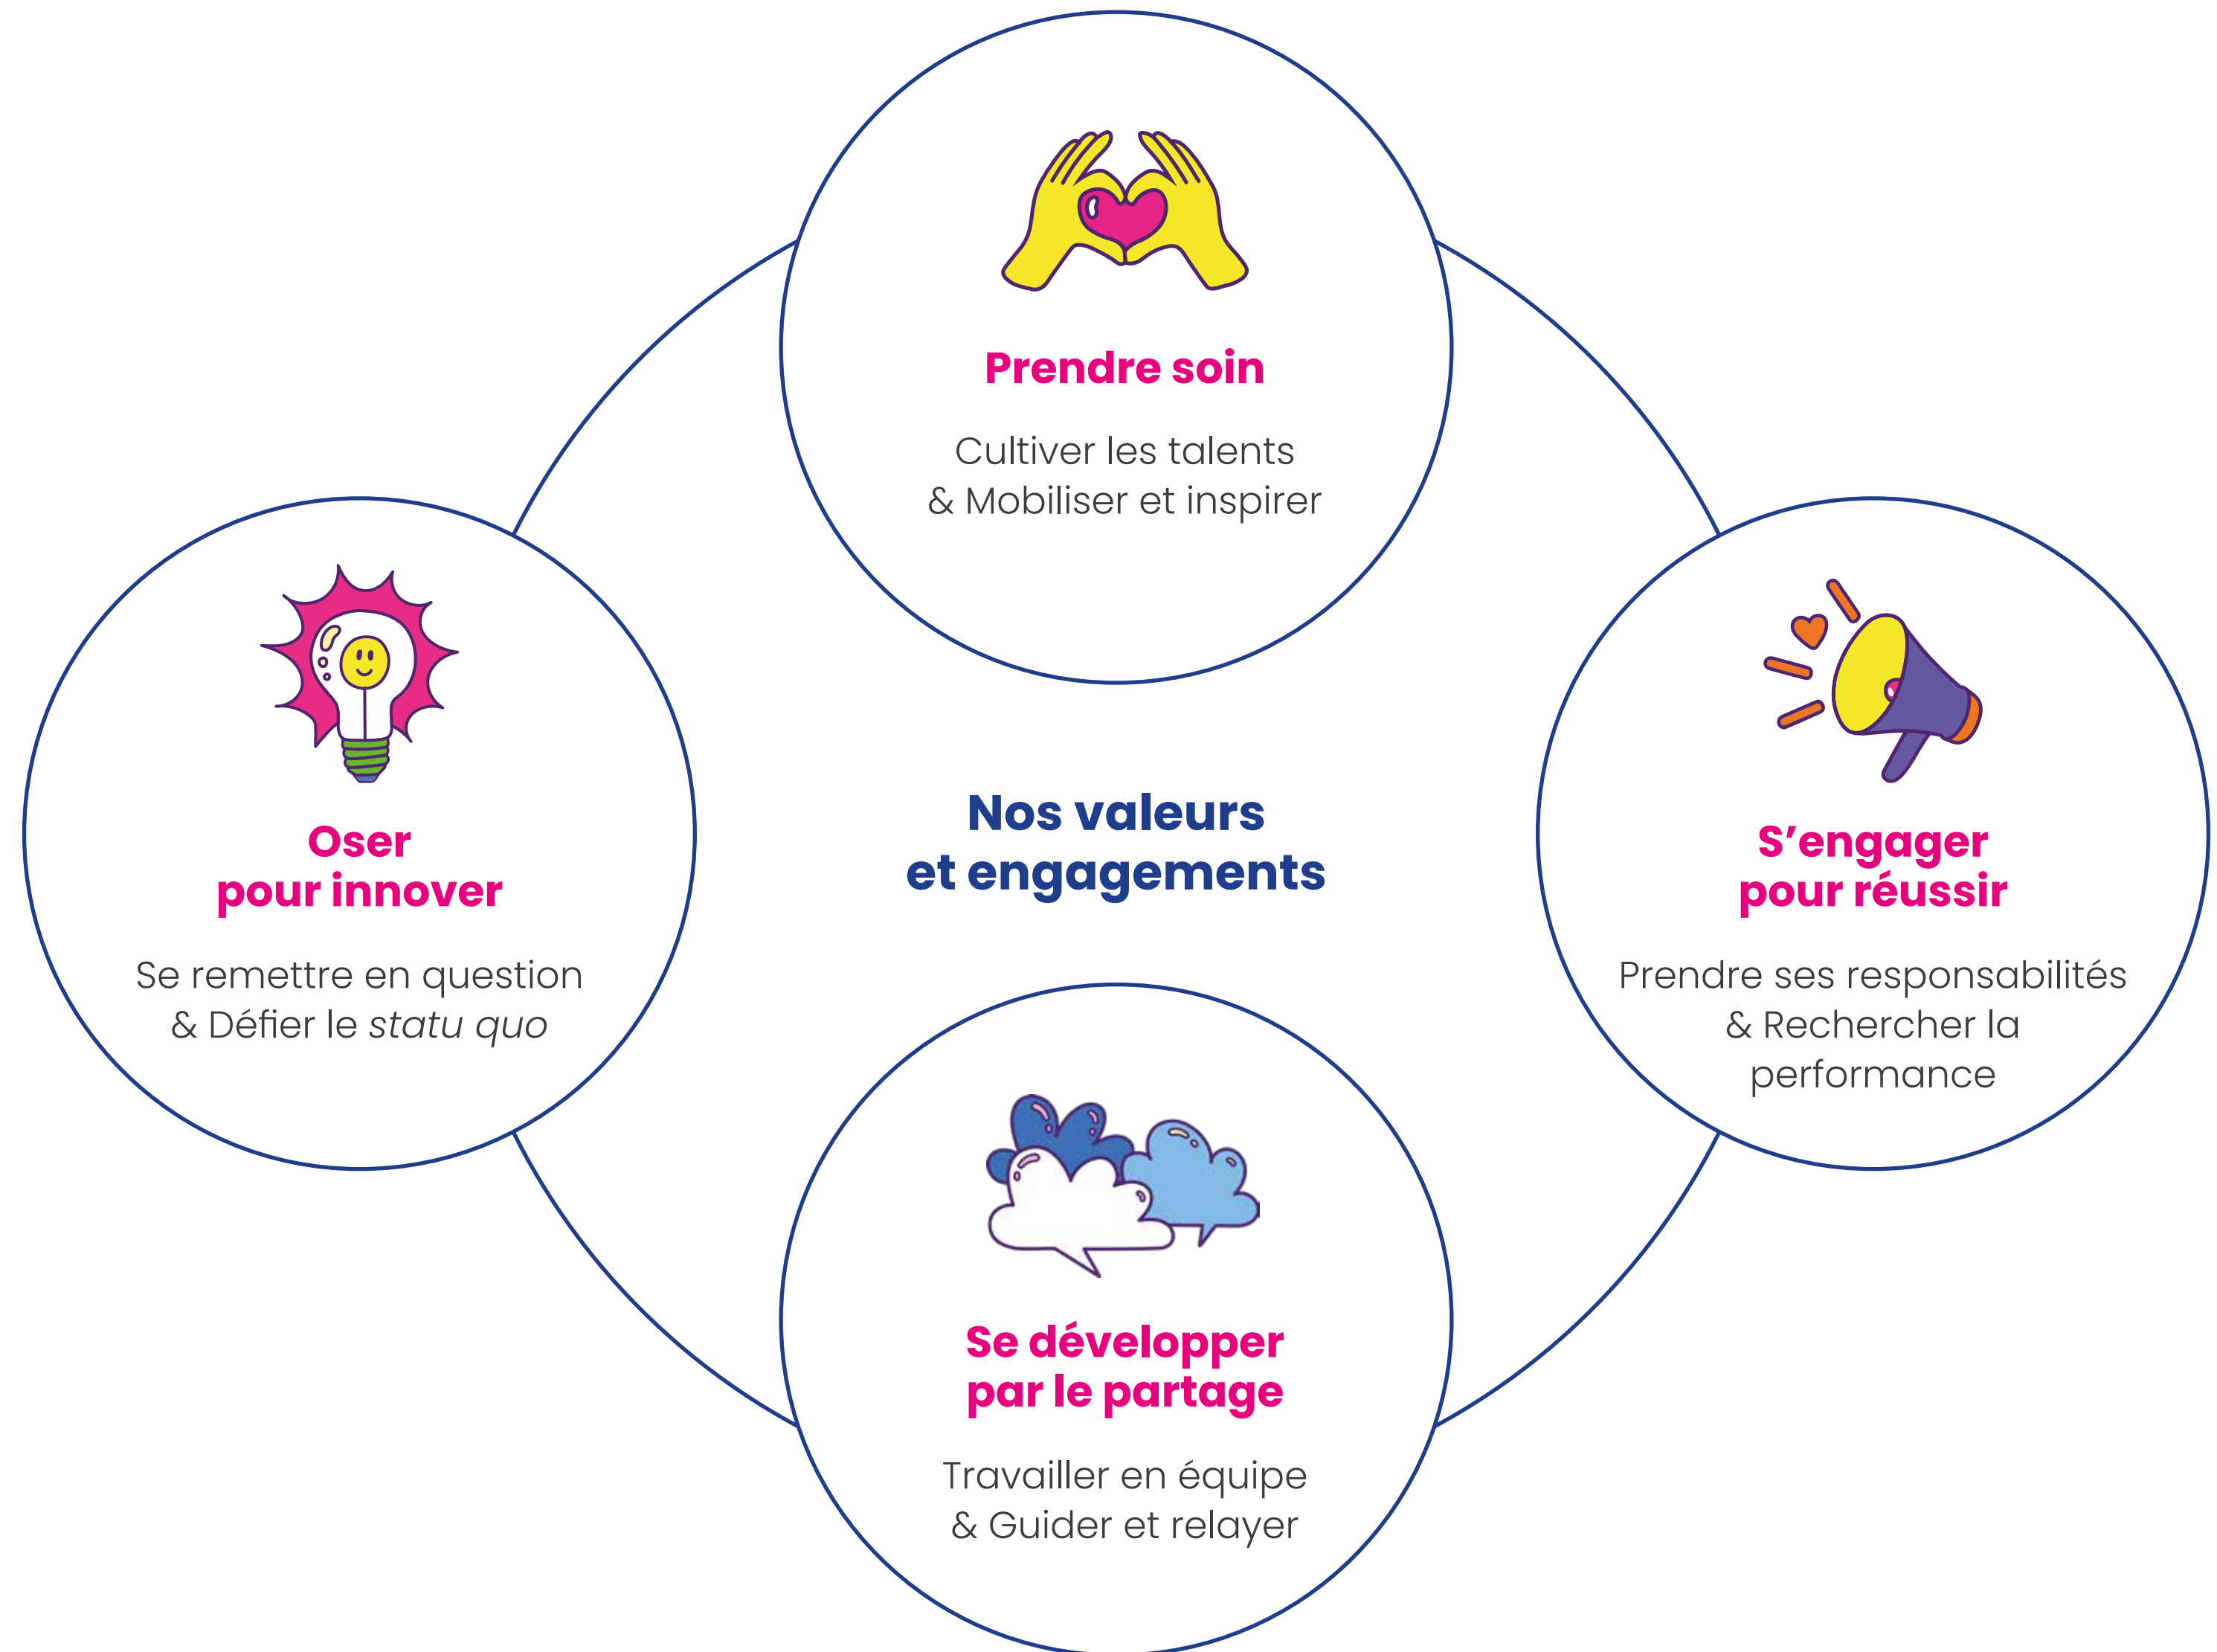 Prendre soin
Cultiver les talents
& Mobiliser et inspirer
Oser
pour innover
Se remettre en question
& Défier le statu quo
Nos valeurs
et engagements
S’engager
pour réussir
Prendre ses responsabilités
& Rechercher la
performance
Se développer
par le partage
Travailler en équipe
& Guider et relayer